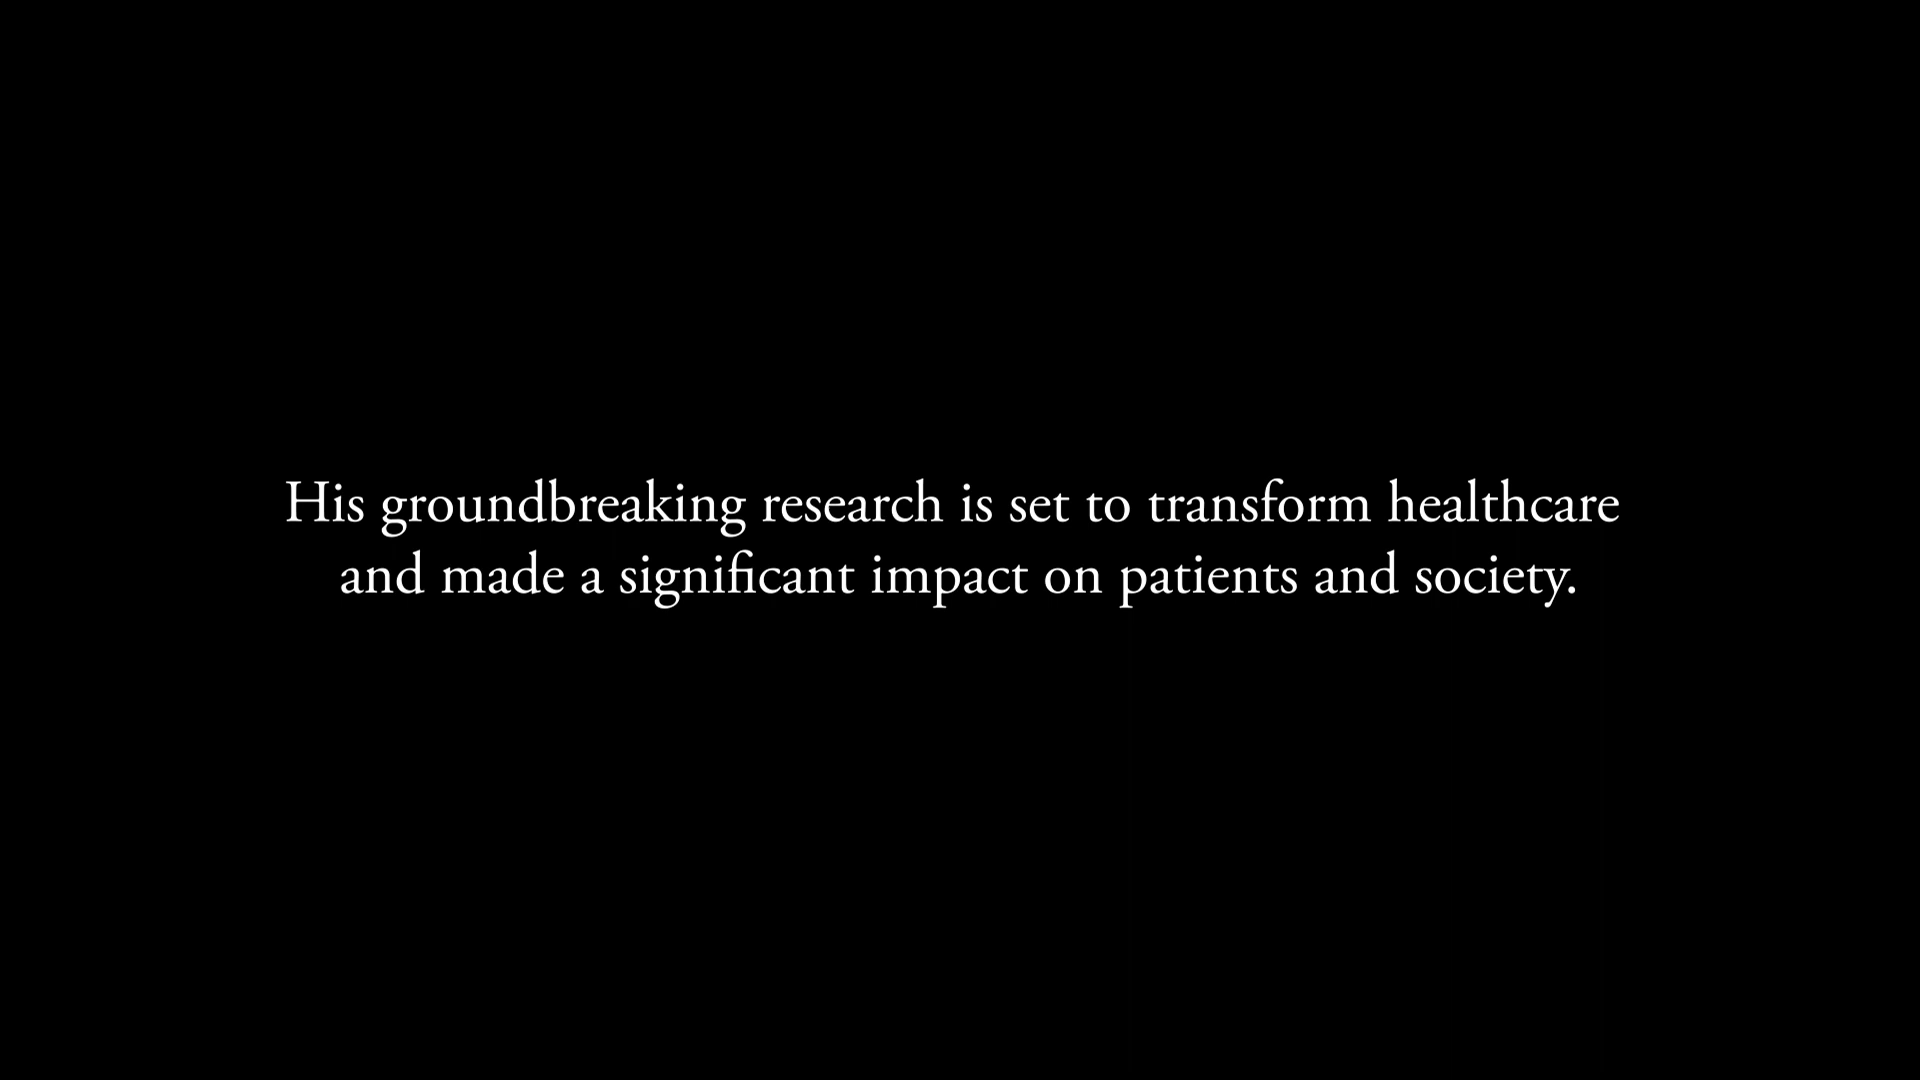 His groundbreaking research is set to transform healthcare
and made a significant impact on patients and society.